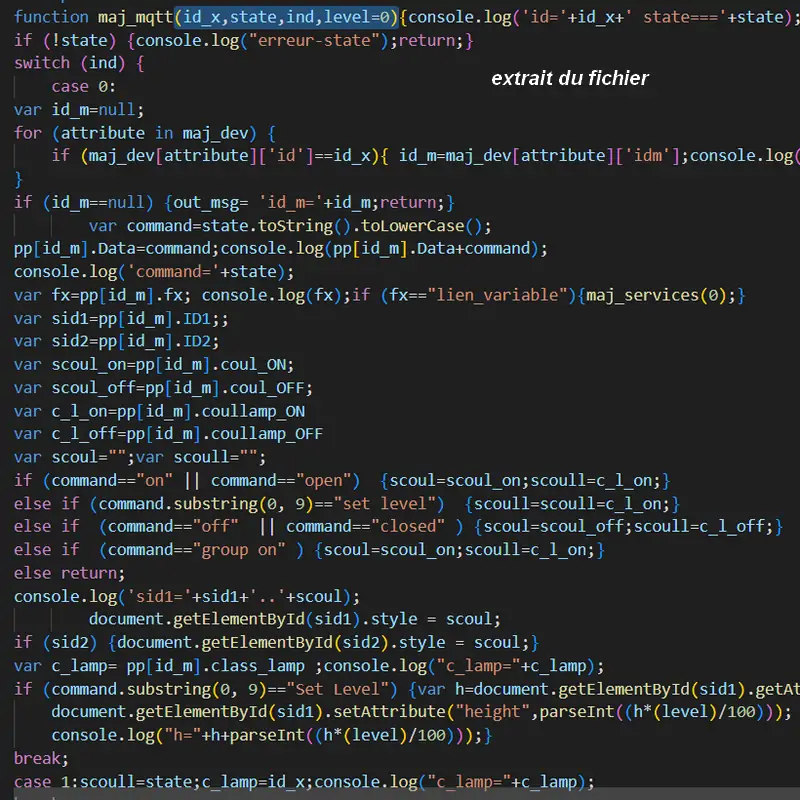 function maj_mqtt(id_x,state,ind,level=0){console.log('id='+id_x+' state==='+state);
if (!state) {console.log("erreur-state");return;}
switch (ind) {
extrait du fichier
case 0:
var id_m=null;
for (attribute in maj_dev) {
if (maj_dev[attribute]['id']==id_x){ id_m=maj_dev[attribute]['idm'];console.log(
}
if (id_m==null) {out_msg= 'id_m='+id_m;return;}
var command=state.toString().toLowerCase();
pp[id_m].Data=command;console.log(pp[id_m].Data+command);
console.log('command='+state);
var fx=pp[id_m].fx; console.log(fx);if (fx=="lien_variable"){maj_services(0);}
var sid1=pp[id_m].ID1;;
var sid2=pp[id_m].ID2;
var scoul_on=pp[id_m].coul_ON;
var scoul_off=pp[id_m].coul_OFF;
var c_l_on=pp[id_m].coullamp_ON
var c_l_off=pp[id_m].coullamp_OFF
var scoul="";var scoull="";
if (command=="on" || command=="open")  {scoul=scoul_on;scoull=c_l_on;}
else if (command.substring(0, 9)=="set level")  {scoull=scoull=c_l_on;}
else if  (command=="off"  || command=="closed" ) {scoul=scoul_off;scoull=c_l_off;}
else if  (command=="group on" ) {scoul=scoul_on;scoull=c_l_on;}
else return;
console.log('sid1='+sid1+'..'+scoul);
document.getElementById(sid1).style = scoul;
if (sid2) {document.getElementById(sid2).style = scoul;}
var c_lamp= pp[id_m].class_lamp ;console.log("c_lamp="+c_lamp);
if (command.substring(0, 9)=="Set Level") {var h=document.getElementById(sid1).getAt
document.getElementById(sid1).setAttribute("height",parseInt((h*(level)/100)));
console.log("h="+h+parseInt((h*(level)/100)));}
break;
case 1:scoull=state;c_lamp=id_x;console.log("c_lamp="+c_lamp);